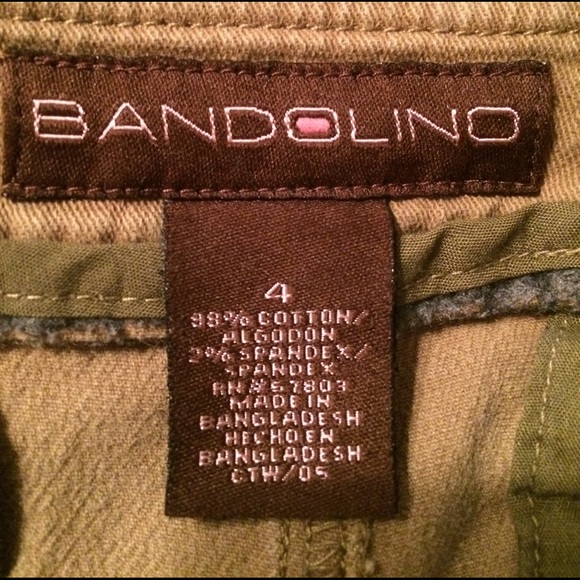 BANDOLINO
4
98% COTTON/
ALGODON
2% SPANDEX/
SPANDEX
RN#57803
MADE IN
BANGLADESH
HECHO EN
BANGLADESH
CTW/05